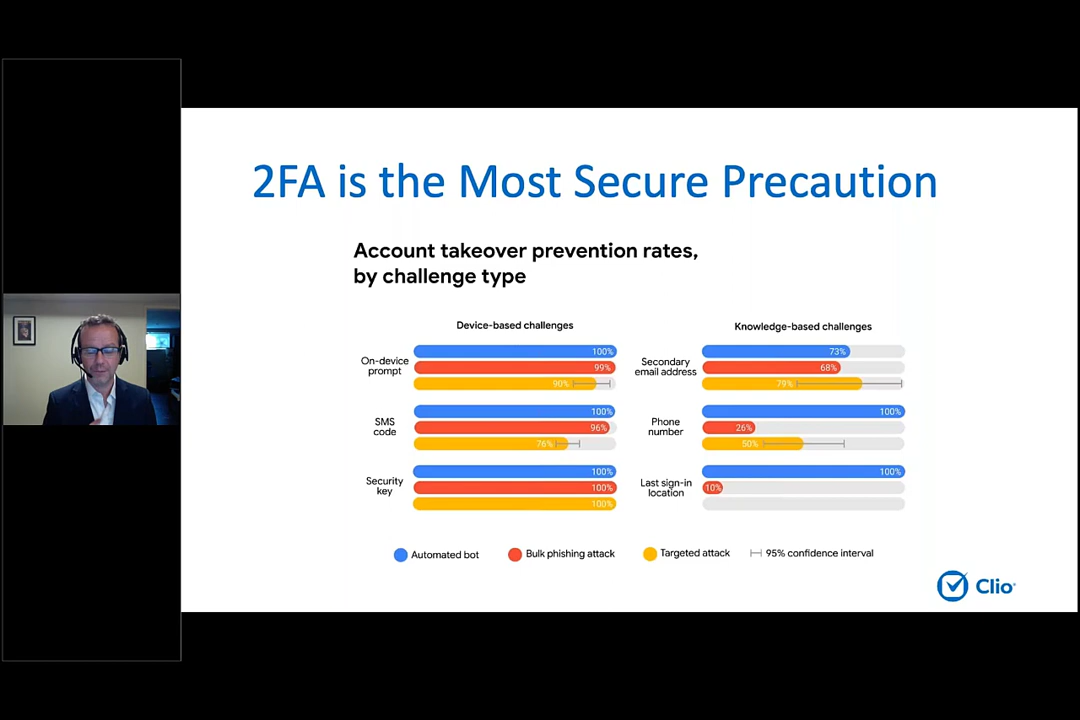 2FA is the Most Secure Precaution
Account takeover prevention rates,
by challenge type
Device-based challenges
On-device
prompt
100%
99%
90%
SMS
code
100%
96%
76%
Security
key
100%
100%
100%
Knowledge-based challenges
Secondary
email address
73%
68%
79%
Phone
number
100%
26%
50%
Last sign-in
location
100%
10%
Automated bot
Bulk phishing attack
Targeted attack
95% confidence interval
Clio